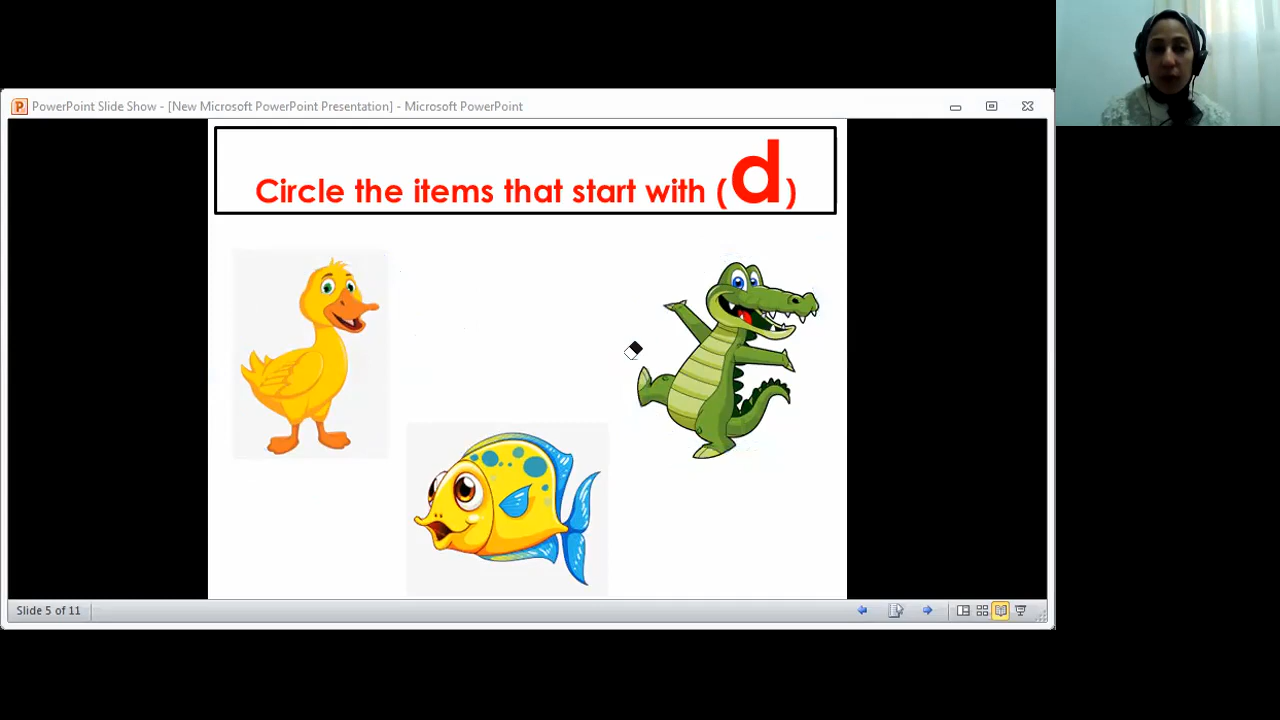 PowerPoint Slide Show - [New Microsoft PowerPoint Presentation] - Microsoft PowerPoint
Circle the items that start with (d)
Slide 5 of 11